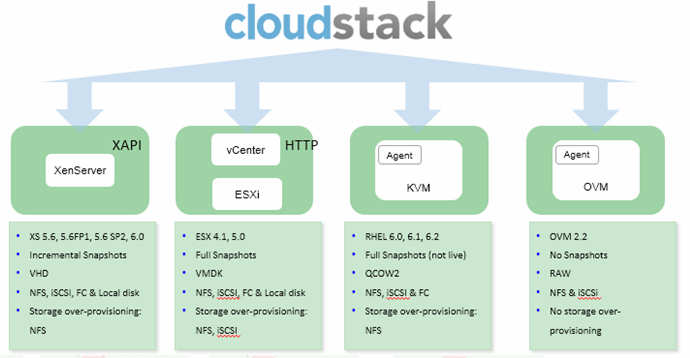 cloudstack
XAPI
XenServer
vCenter
HTTP
ESXi
Agent
KVM
Agent
OVM
XS 5.6, 5.6FP1, 5.6 SP2, 6.0
Incremental Snapshots
VHD
NFS, iSCSI, FC & Local disk
Storage over-provisioning:
NFS
ESX 4.1, 5.0
Full Snapshots
VMDK
NFS, iSCSI, FC & Local disk
Storage over-provisioning:
NFS, iSCSI
RHEL 6.0, 6.1, 6.2
Full Snapshots (not live)
QCOW2
NFS, iSCSI & FC
Storage over-provisioning:
NFS
OVM 2.2
No Snapshots
RAW
NFS & iSCSi
No storage over-
provisioning